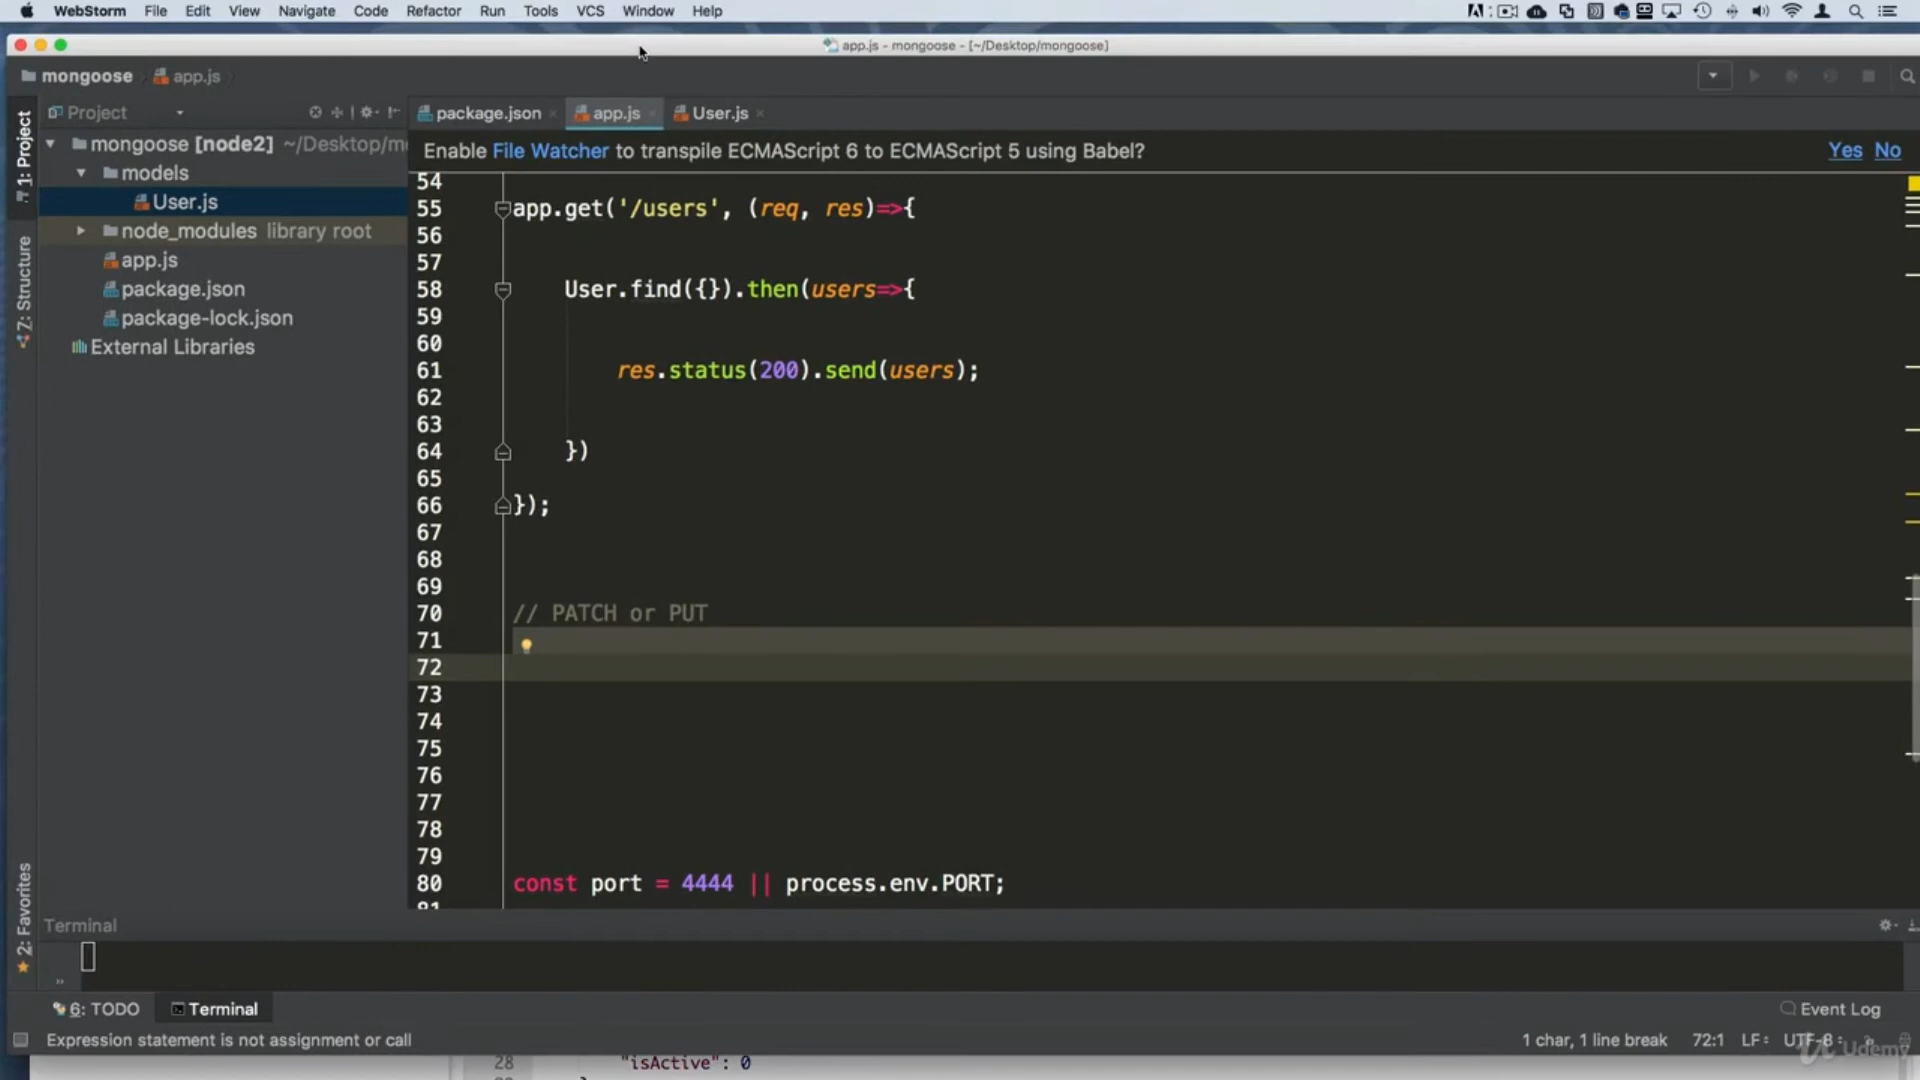 WebStorm File Edit View Navigate Code Refactor Run Tools VCS Window Help
app.js - mongoose - [~/Desktop/mongoose]
mongoose app.js
1: Project
Z: Structure
2: Favorites
Project
mongoose [node2] ~/Desktop/m
models
User.js
node_modules library root
app.js
package.json
package-lock.json
External Libraries
package.json app.js User.js
Enable File Watcher to transpile ECMAScript 6 to ECMAScript 5 using Babel? Yes No
54
55 app.get('/users', (req, res)=>{
56
57
58 User.find({}).then(users=>{
59
60
61 res.status(200).send(users);
62
63
64 })
65
66 });
67
68
69
70 // PATCH or PUT
71
72
73
74
75
76
77
78
79
80 const port = 4444 || process.env.PORT;
81
Terminal
6: TODO Terminal Event Log
Expression statement is not assignment or call 1 char, 1 line break 72:1 LF UTF-8
Udemy
28 "isActive": 0